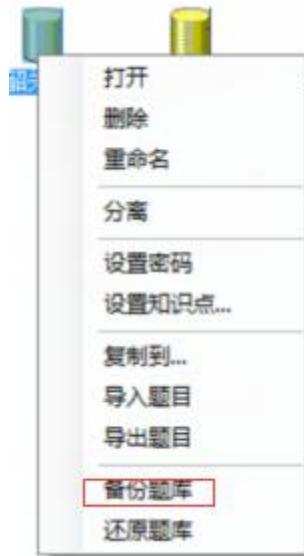 打开
删除
重命名
分离
设置密码
设置知识点...
复制到...
导入题目
导出题目
备份题库
还原题库